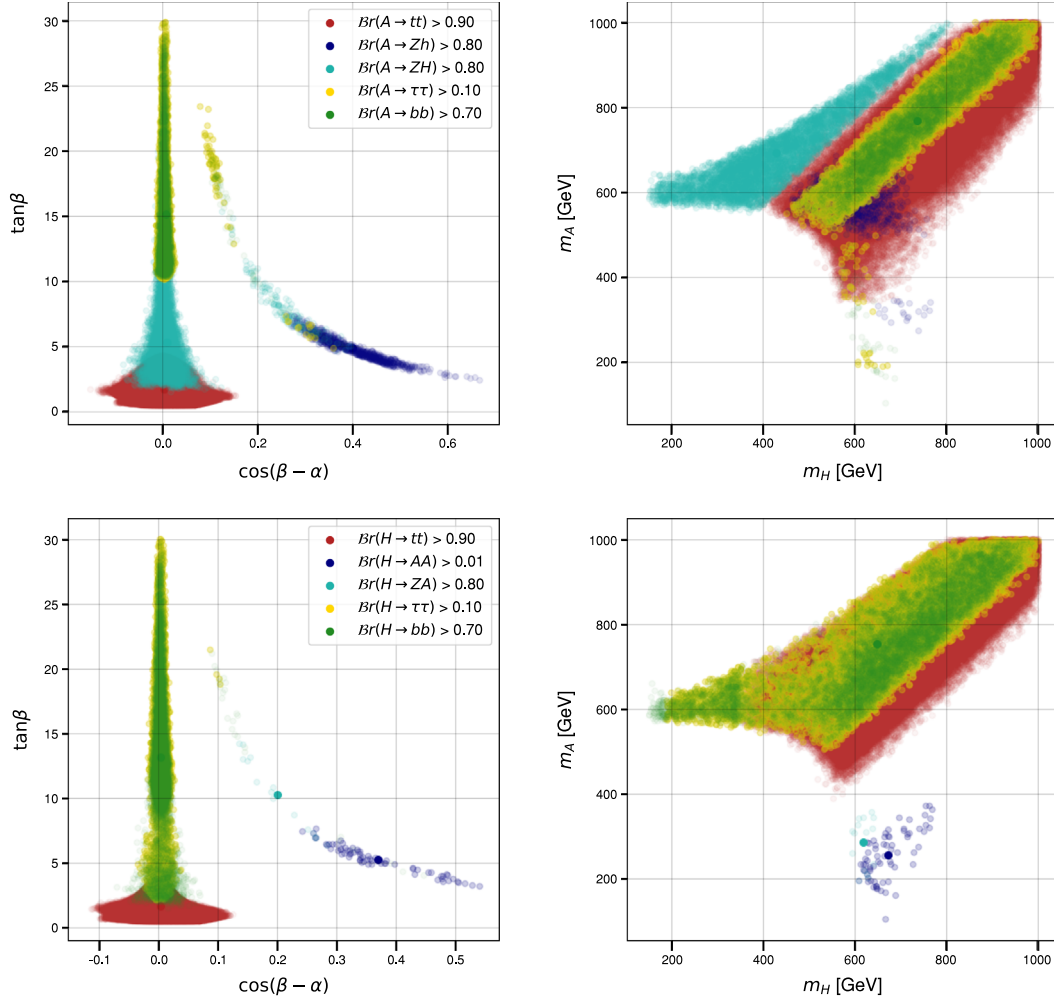 30
25
20
15
10
5
0
tanβ
0.0
0.2
0.4
0.6
cos(β − α)
Br(A → tt) > 0.90
Br(A → Zh) > 0.80
Br(A → ZH) > 0.80
Br(A → ττ) > 0.10
Br(A → bb) > 0.70
1000
800
600
400
200
m_A [GeV]
200
400
600
800
1000
m_H [GeV]
30
25
20
15
10
5
0
tanβ
-0.1
0.0
0.1
0.2
0.3
0.4
0.5
cos(β − α)
Br(H → tt) > 0.90
Br(H → AA) > 0.01
Br(H → ZA) > 0.80
Br(H → ττ) > 0.10
Br(H → bb) > 0.70
1000
800
600
400
200
m_A [GeV]
200
400
600
800
1000
m_H [GeV]